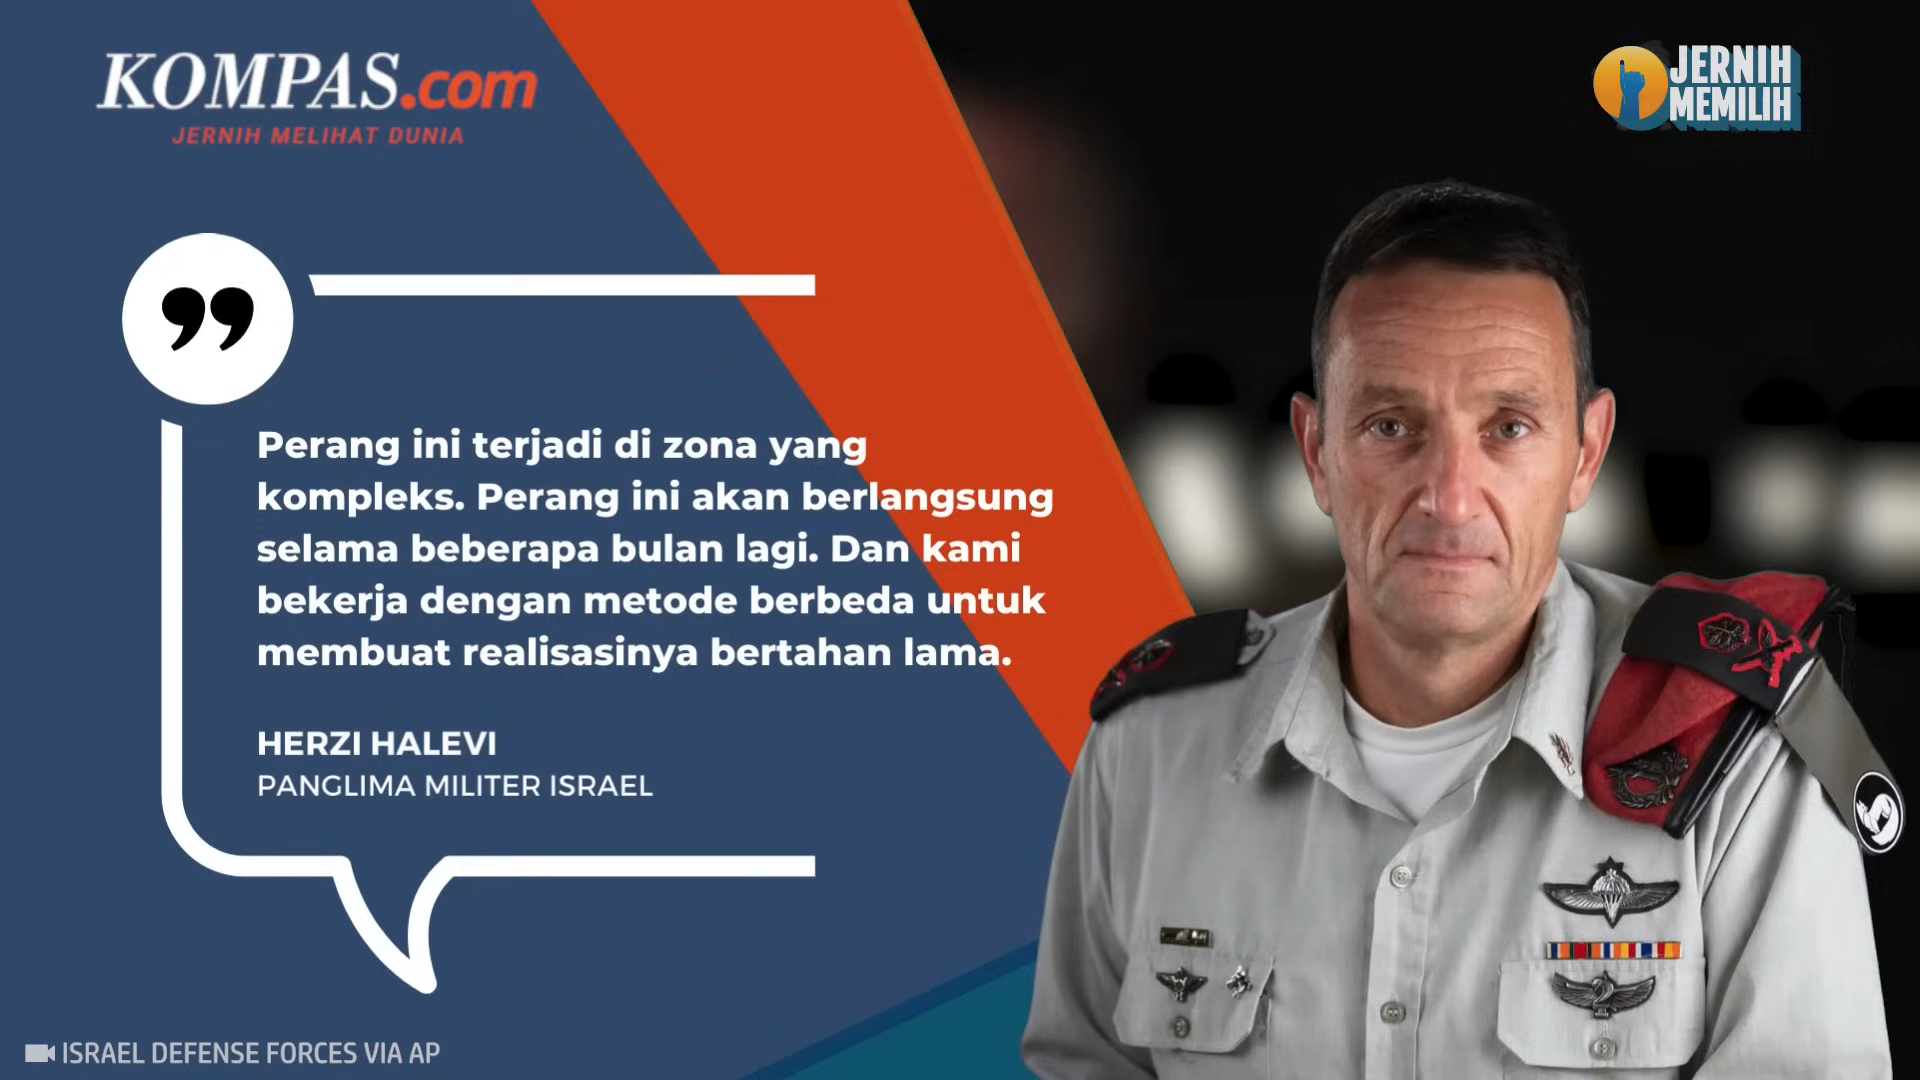 KOMPAS.com
JERNIH MELIHAT DUNIA
JERNIH
MEMILIH
Perang ini terjadi di zona yang
kompleks. Perang ini akan berlangsung
selama beberapa bulan lagi. Dan kami
bekerja dengan metode berbeda untuk
membuat realisasinya bertahan lama.
HERZI HALEVI
PANGLIMA MILITER ISRAEL
ISRAEL DEFENSE FORCES VIA AP